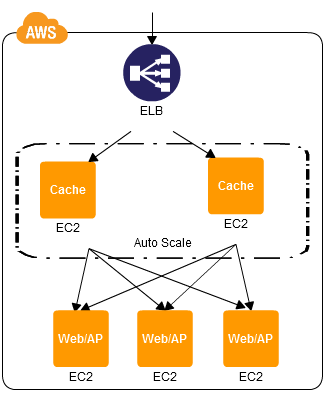 AWS
ELB
Cache
Cache
EC2
EC2
Auto Scale
Web/AP
Web/AP
Web/AP
EC2
EC2
EC2